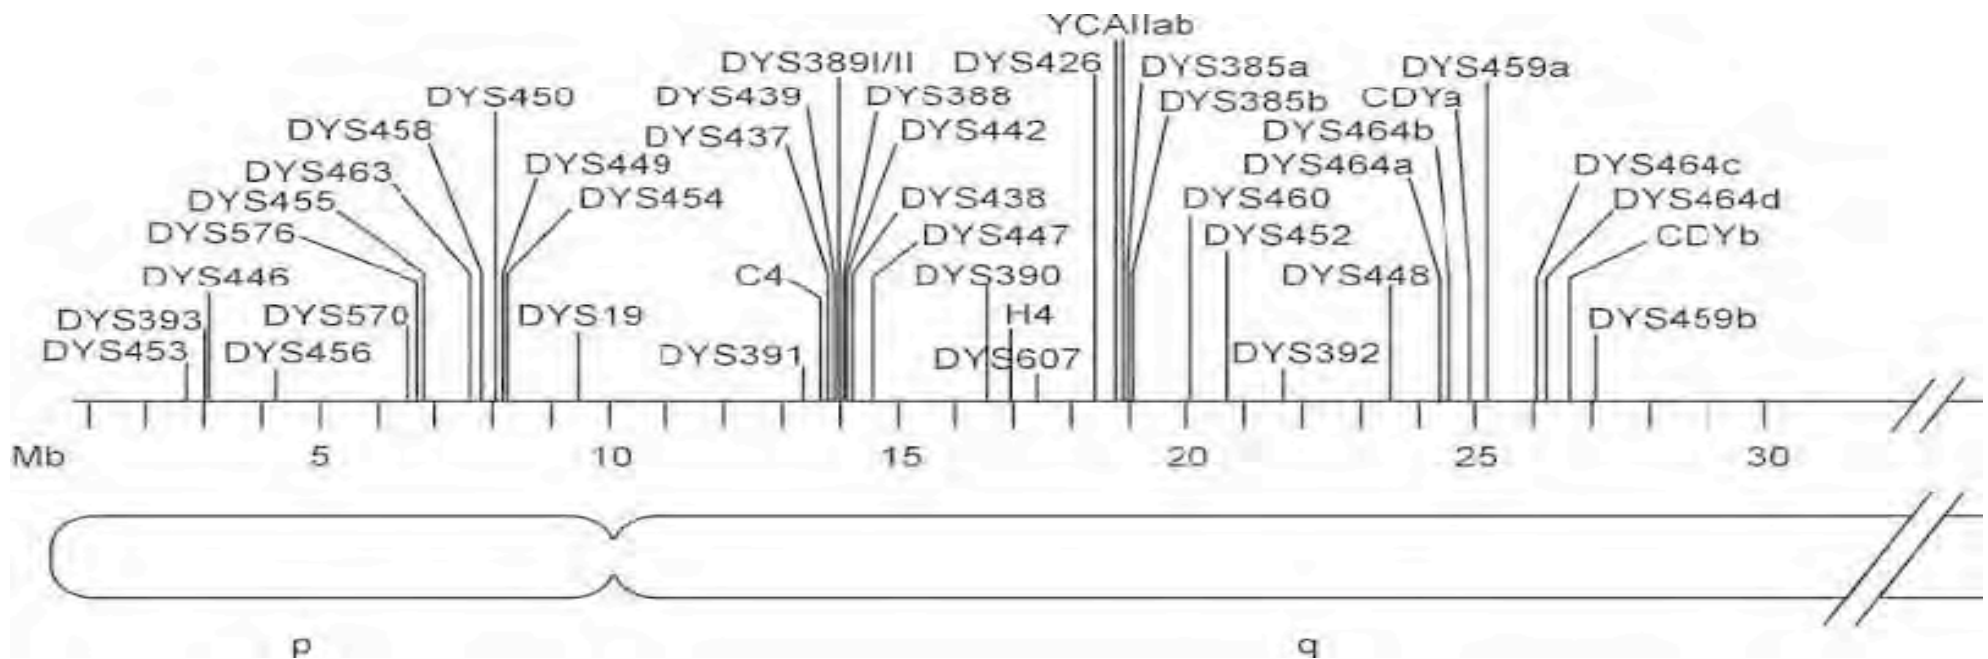 YCAIIab
DYS389I/II DYS426 DYS385a DYS459a
DYS450 DYS439 DYS388 DYS385b CDYa
DYS458 DYS437 DYS442 DYS464b
DYS463 DYS449 DYS464a DYS464c
DYS455 DYS454 DYS438 DYS460 DYS464d
DYS576 DYS447 DYS452 CDYb
DYS446 C4 DYS390 DYS448
DYS393 DYS570 DYS19 H4 DYS459b
DYS453 DYS456 DYS391 DYS607 DYS392
Mb 5 10 15 20 25 30
p q